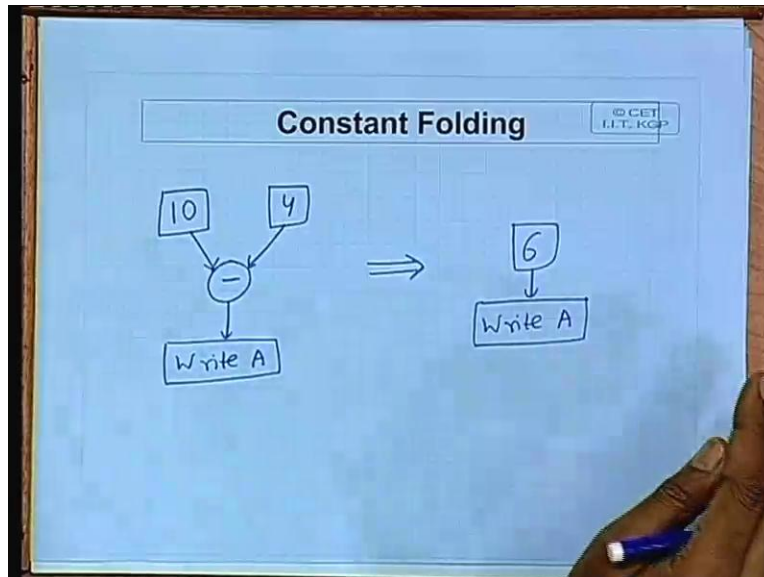 Constant Folding
© CET
I.I.T. KGP
10
4
−
Write A
⇒
6
Write A